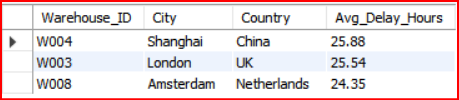 Warehouse_ID City Country Avg_Delay_Hours
W004 Shanghai China 25.88
W003 London UK 25.54
W008 Amsterdam Netherlands 24.35